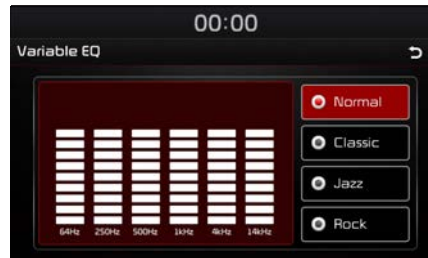 00:00
Variable EQ
Normal
Classic
Jazz
Rock
64Hz 250Hz 500Hz 1kHz 4kHz 14kHz